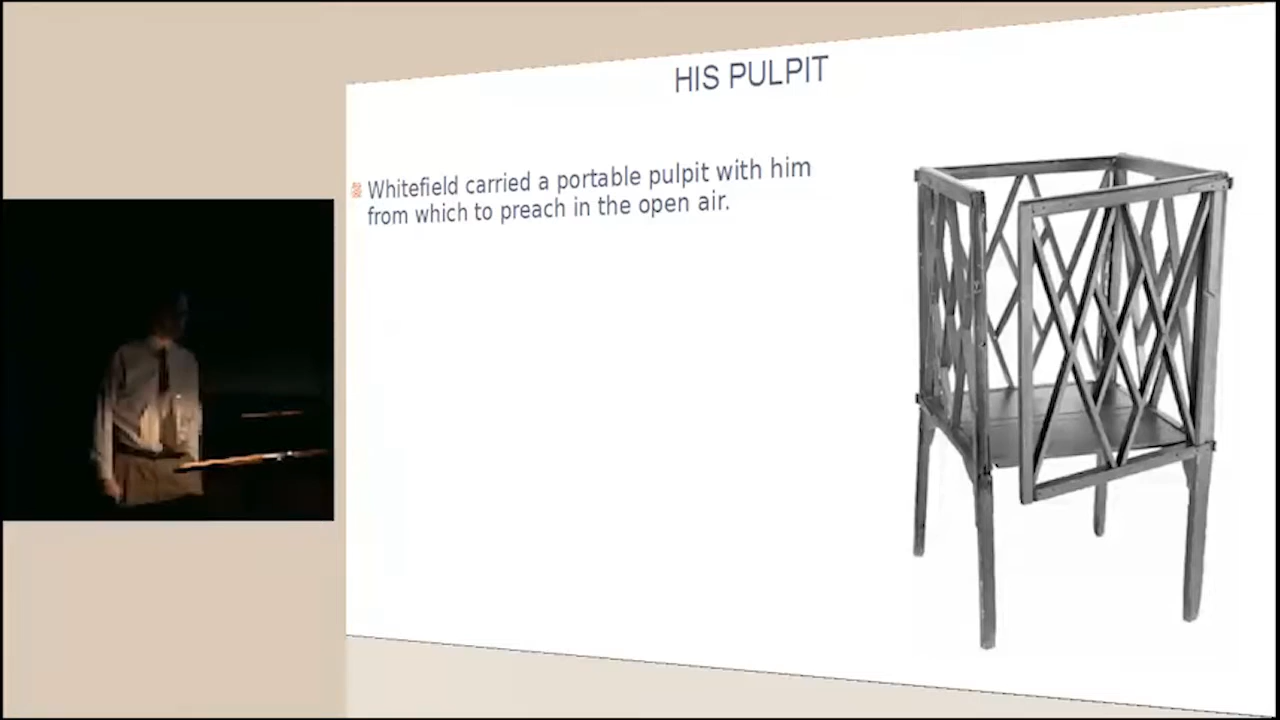 HIS PULPIT
Whitefield carried a portable pulpit with him
from which to preach in the open air.